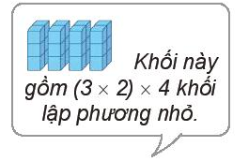 Khối này
gồm (3 × 2) × 4 khối
lập phương nhỏ.